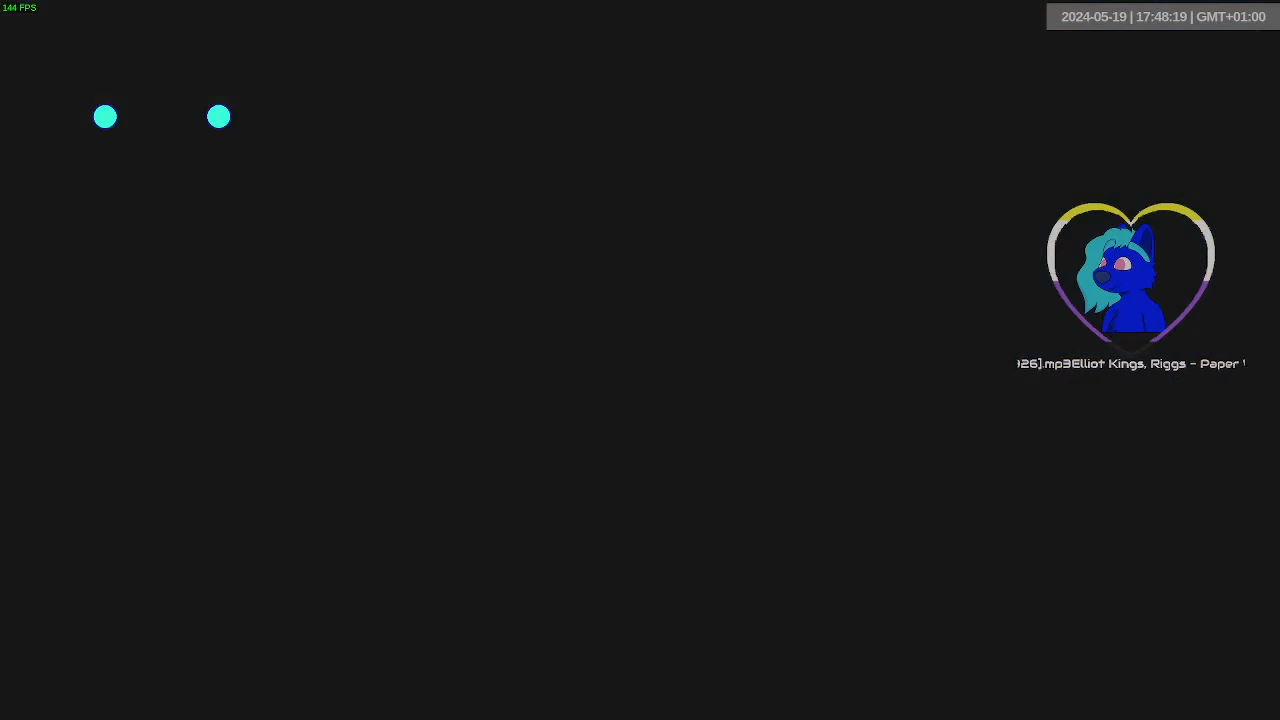 144 FPS
2024-05-19 | 17:48:19 | GMT+01:00
26].mp3Elliot Kings, Riggs - Paper